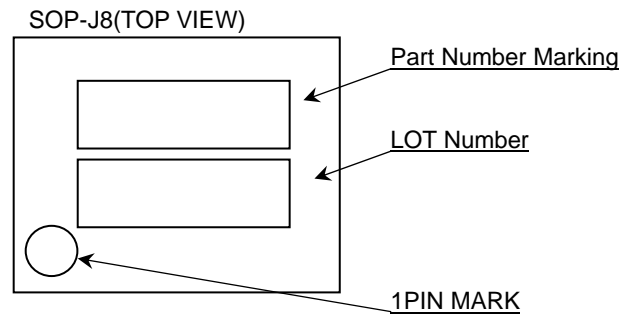 SOP-J8(TOP VIEW)
Part Number Marking
LOT Number
1PIN MARK